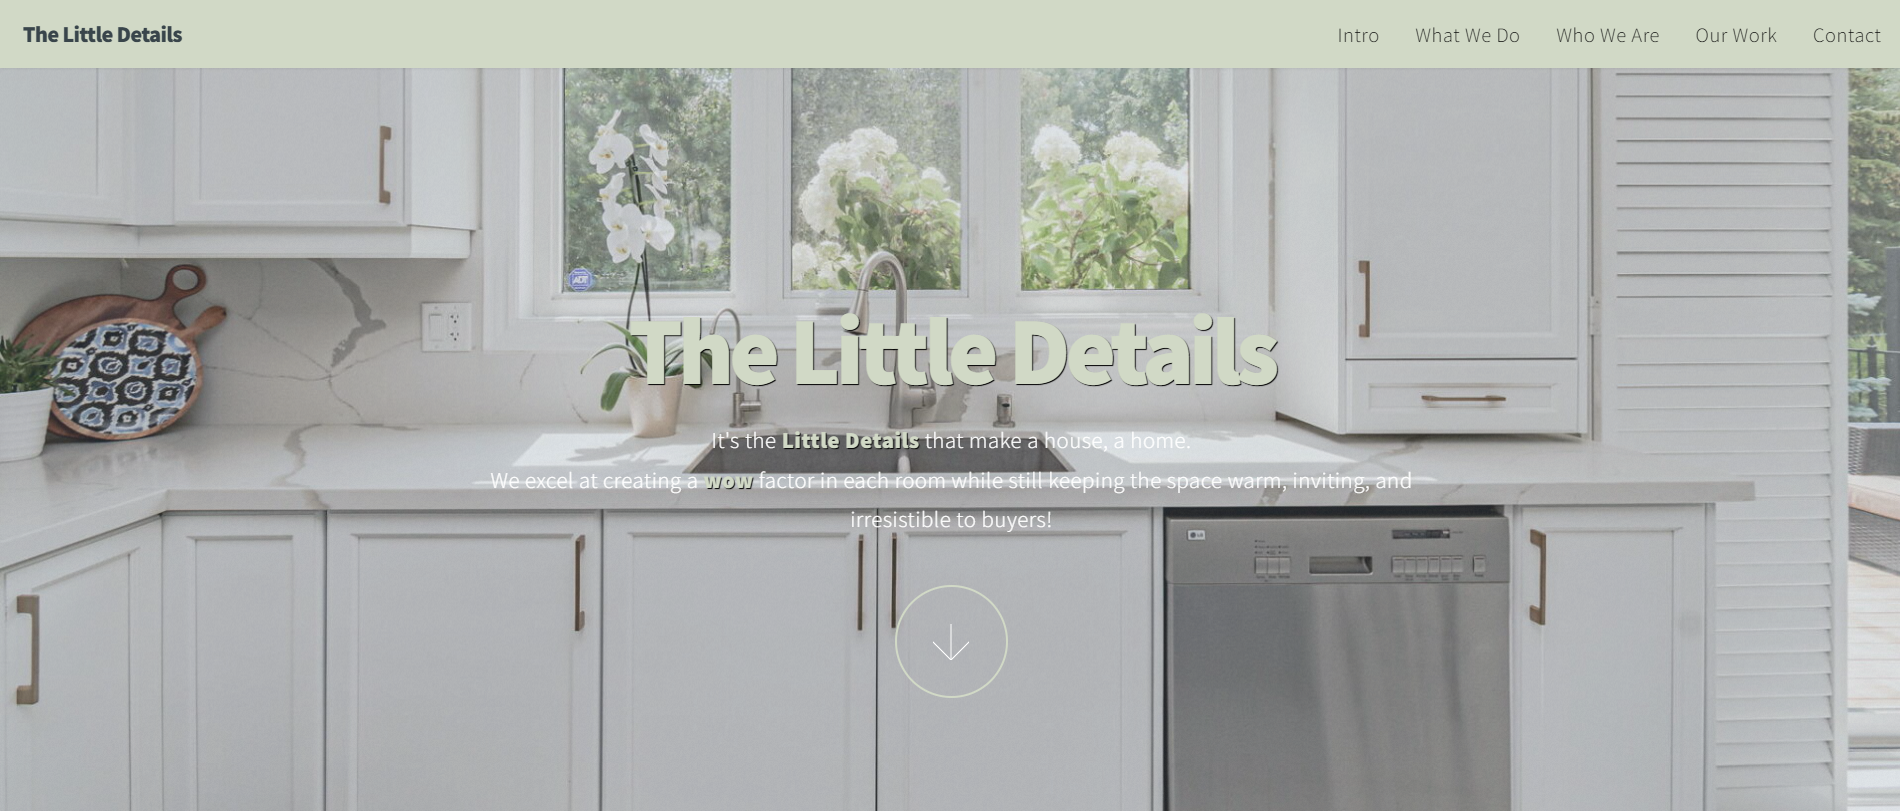 The Little Details
Intro
What We Do
Who We Are
Our Work
Contact
ADT
The Little Details
It's the Little Details that make a house, a home.
We excel at creating a wow factor in each room while still keeping the space warm, inviting, and
irresistible to buyers!
LG